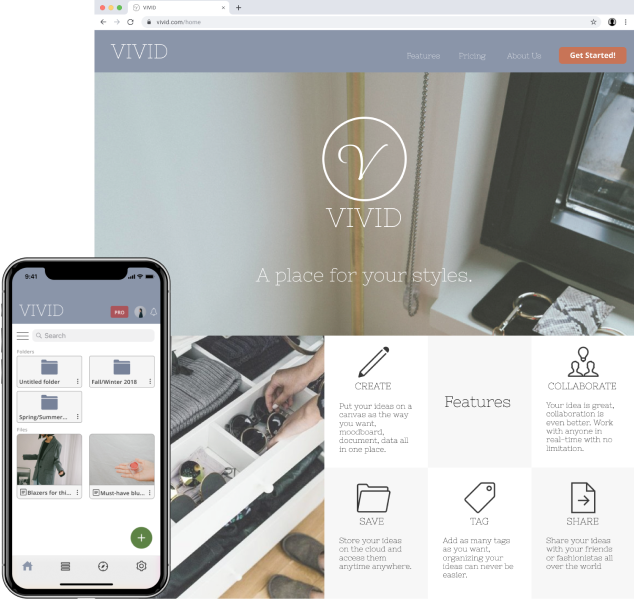 VIVID
vivid.com/home
VIVID
Features
Pricing
About Us
Get Started!
V
VIVID
A place for your styles.
CREATE
Put your ideas on a
canvas as the way
you want,
moodboard,
document, data all
in one place.
Features
COLLABORATE
Your idea is great,
collaboration is
even better. Work
with anyone in
real-time with no
limitation.
SAVE
Store your ideas
on the cloud and
access them
anytime anywhere.
TAG
Add as many tags
as you want,
organizing your
ideas can never be
easier.
SHARE
Share your ideas
with your friends
or fashionistae all
over the world
9:41
VIVID
PRO
Search
Folders
Untitled folder
Fall/Winter 2018
Spring/Summer...
Files
Blazers for thi...
Must-have blu...